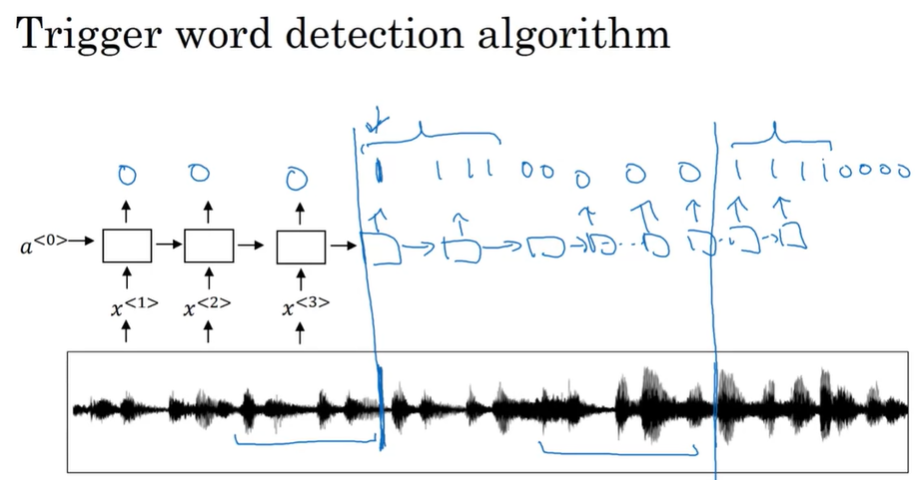 Trigger word detection algorithm
0 0 0 1 1 1 1 0 0 0 0 0 1 1 1 1 0 0 0 0
a<0>
x<1> x<2> x<3>